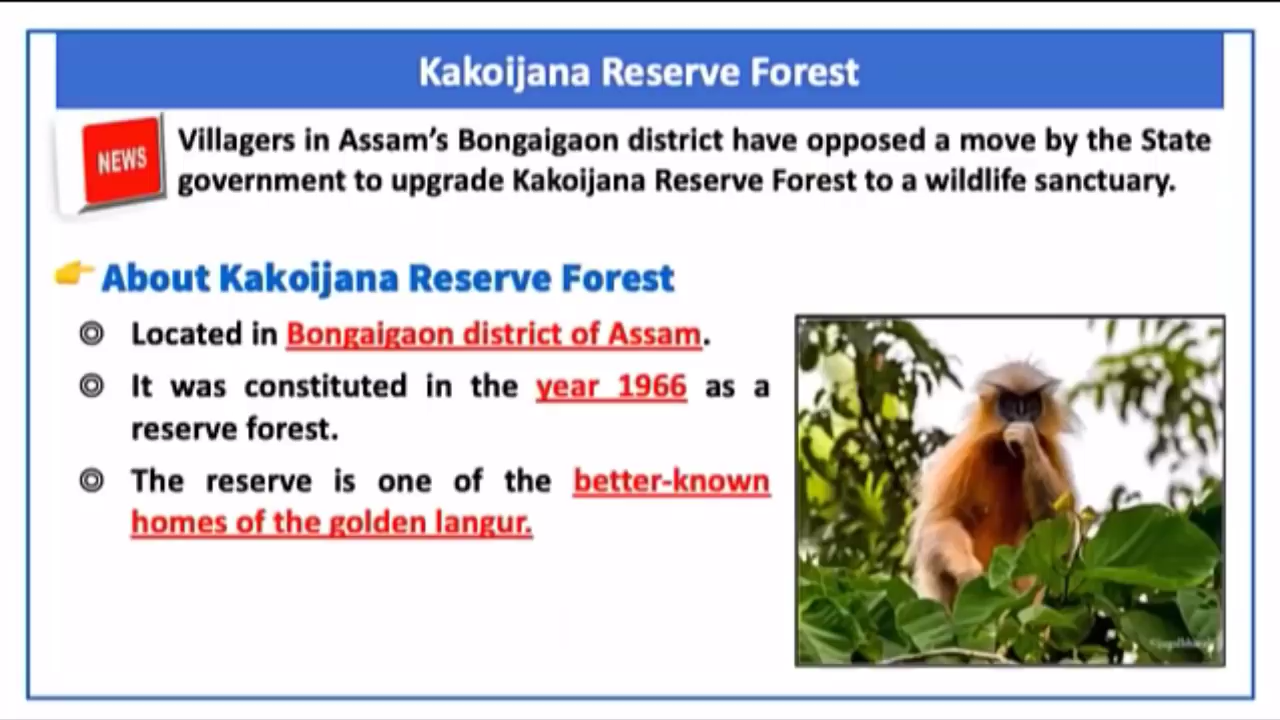 Kakoijana Reserve Forest
NEWS
Villagers in Assam’s Bongaigaon district have opposed a move by the State
government to upgrade Kakoijana Reserve Forest to a wildlife sanctuary.
About Kakoijana Reserve Forest
Located in Bongaigaon district of Assam.
It was constituted in the year 1966 as a
reserve forest.
The reserve is one of the better-known
homes of the golden langur.